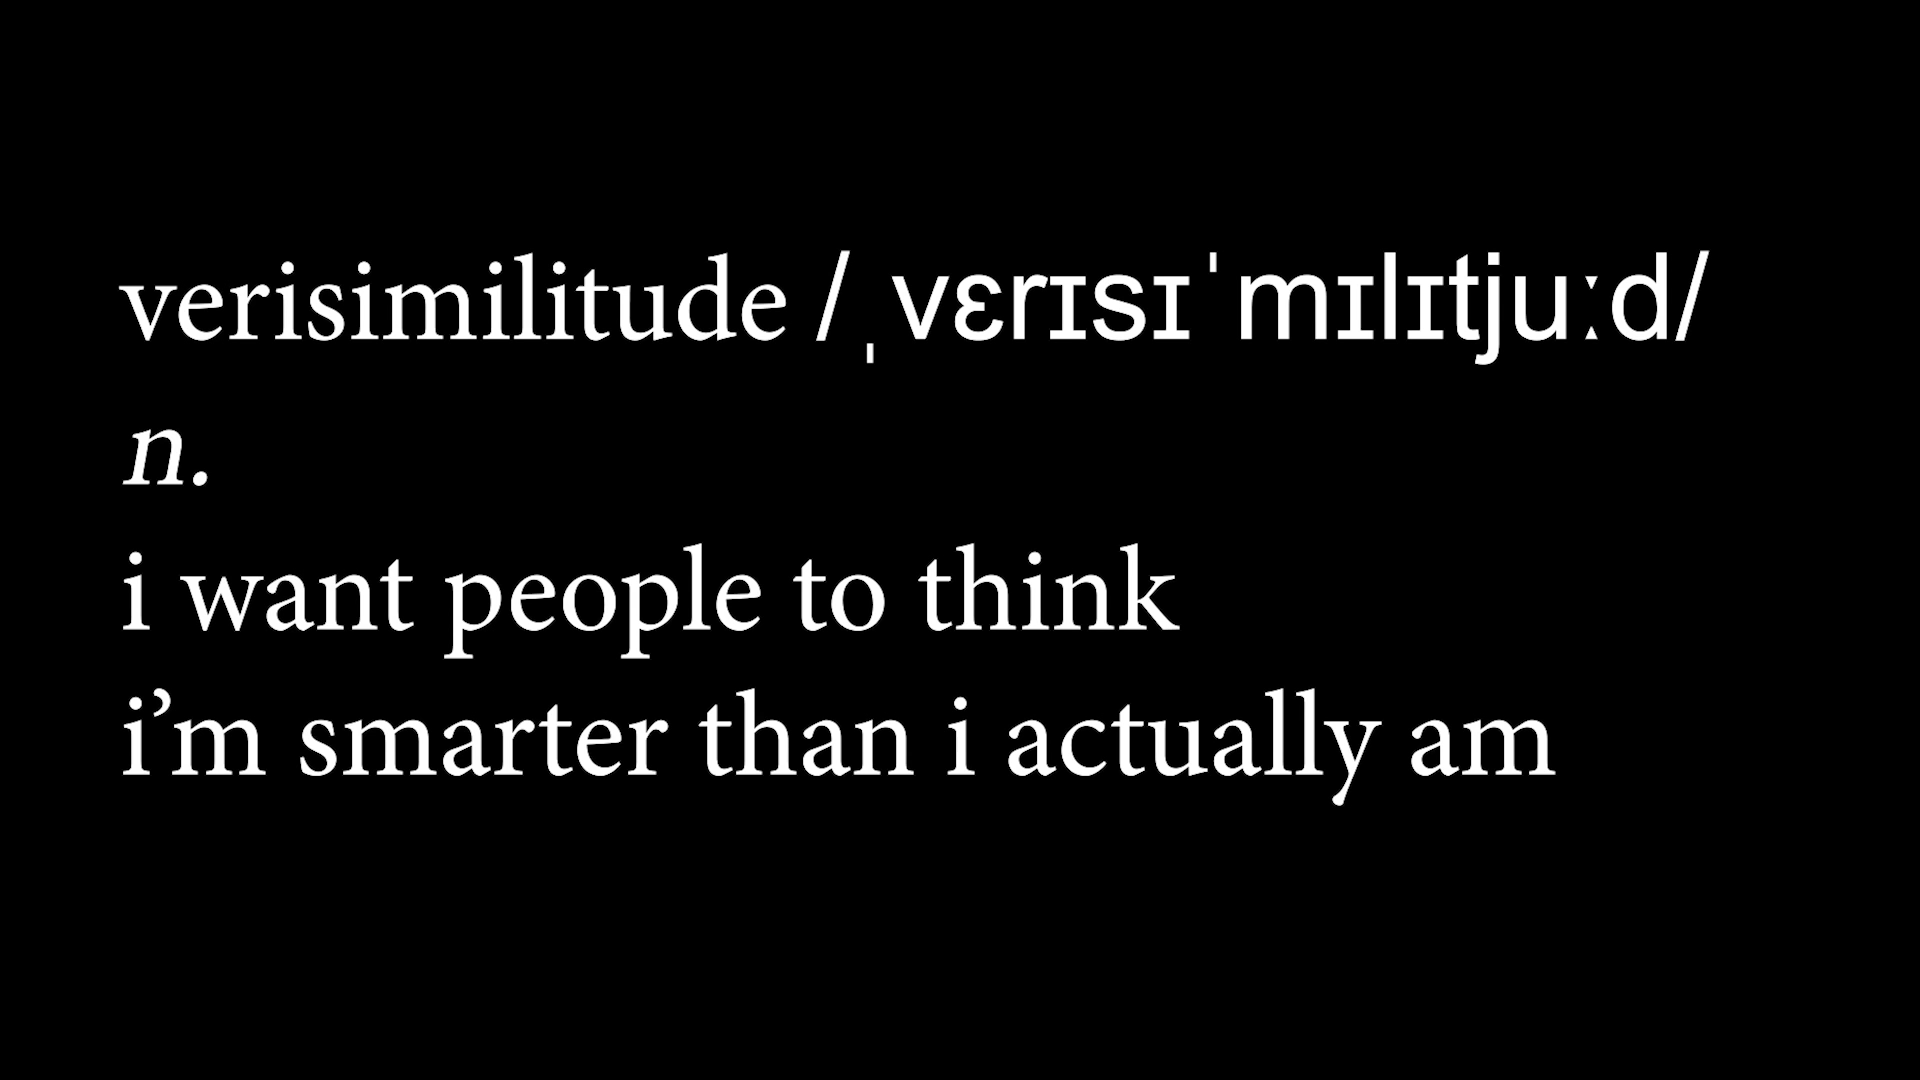 verisimilitude /ˌvɛrɪsɪˈmɪlɪtjuːd/
n.
i want people to think
i’m smarter than i actually am